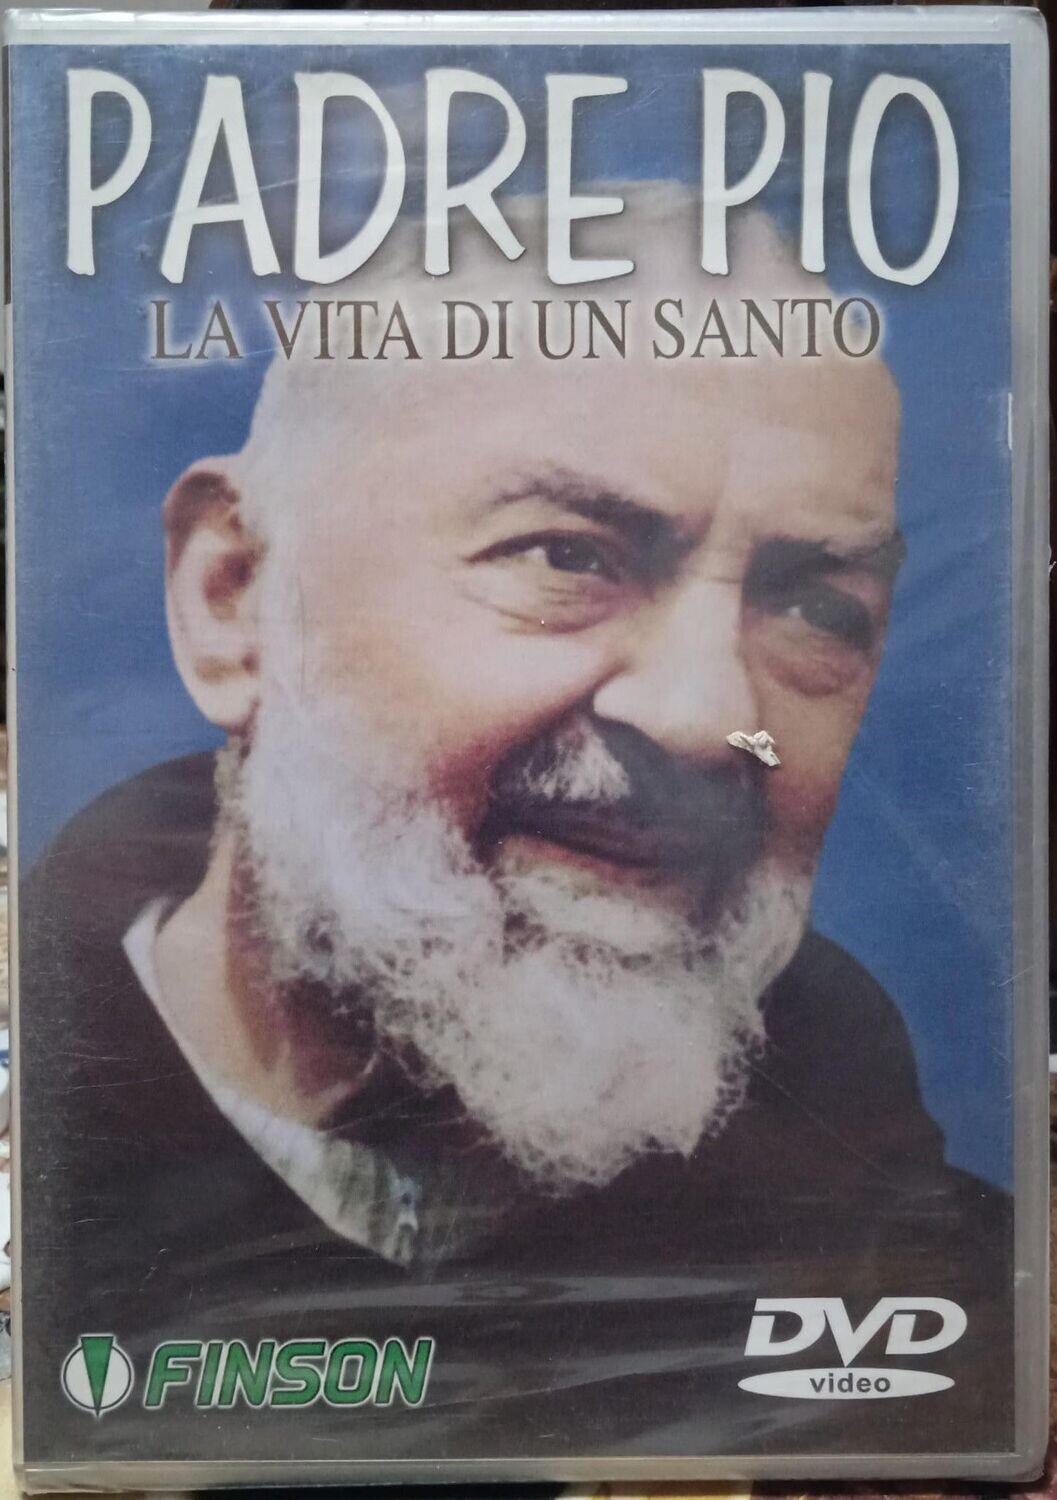 PADRE PIO
LA VITA DI UN SANTO
FINSON
DVD
video